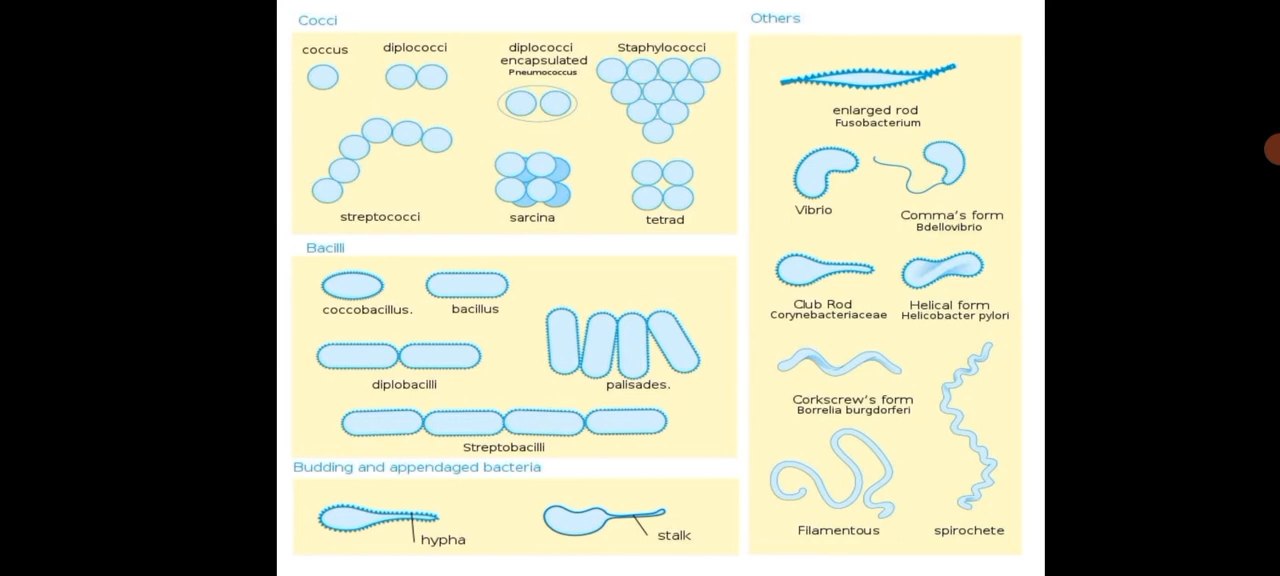 Cocci
coccus
diplococci
diplococci
encapsulated
Pneumococcus
Staphylococci
streptococci
sarcina
tetrad
Bacilli
coccobacillus.
bacillus
diplobacilli
palisades.
Streptobacilli
Budding and appendaged bacteria
hypha
stalk
Others
enlarged rod
Fusobacterium
Vibrio
Comma's form
Bdellovibrio
Club Rod
Corynebacteriaceae
Helical form
Helicobacter pylori
Corkscrew's form
Borrelia burgdorferi
Filamentous
spirochete